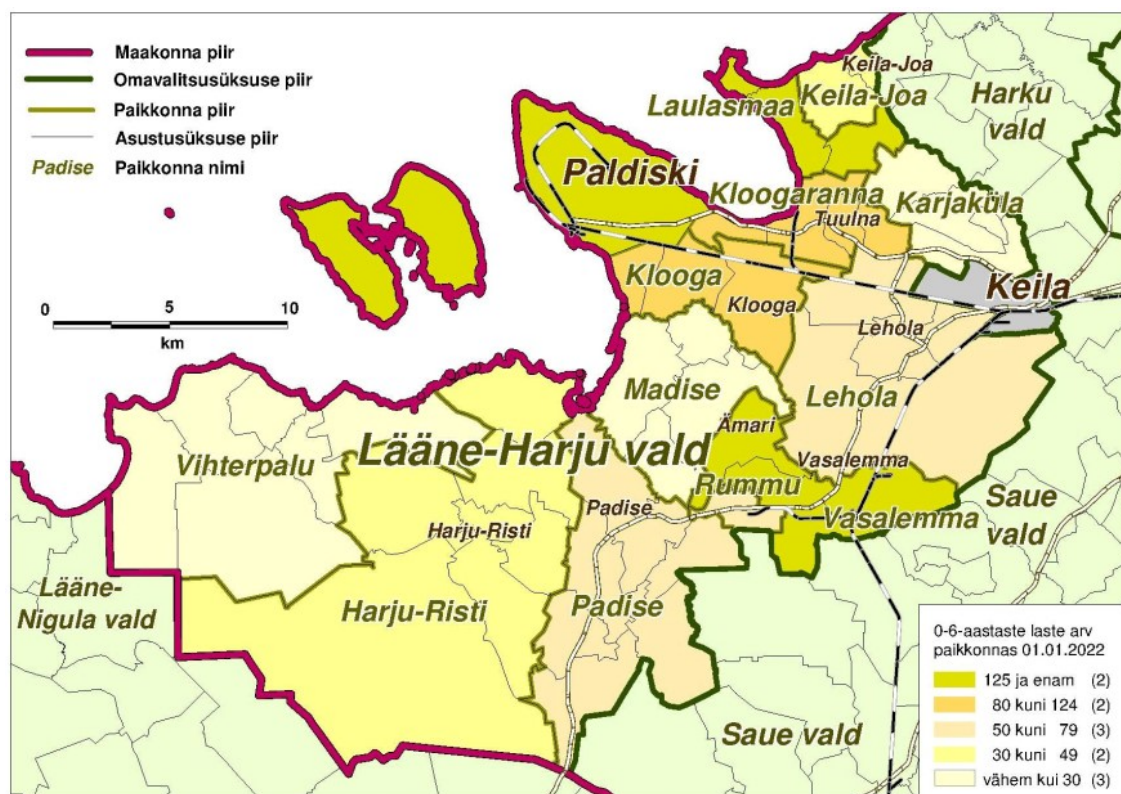 Maakonna piir
Omavalitsusüksuse piir
Paikkonna piir
Asustusüksuse piir
Padise Paikkonna nimi
0 5 10
km
Keila-Joa
Laulasmaa
Keila-Joa
Harku
vald
Paldiski
Kloogaranna
Tuulna
Karjaküla
Klooga
Klooga
Keila
Lehola
Madise
Lehola
Ämari
Lääne-Harju vald
Vihterpalu
Vasalemma
Rummu
Padise
Vasalemma
Saue
vald
Harju-Risti
Lääne-
Nigula vald
Harju-Risti
Padise
Saue vald
0-6-aastaste laste arv
paikkonnas 01.01.2022
125 ja enam (2)
80 kuni 124 (2)
50 kuni 79 (3)
30 kuni 49 (2)
vähem kui 30 (3)